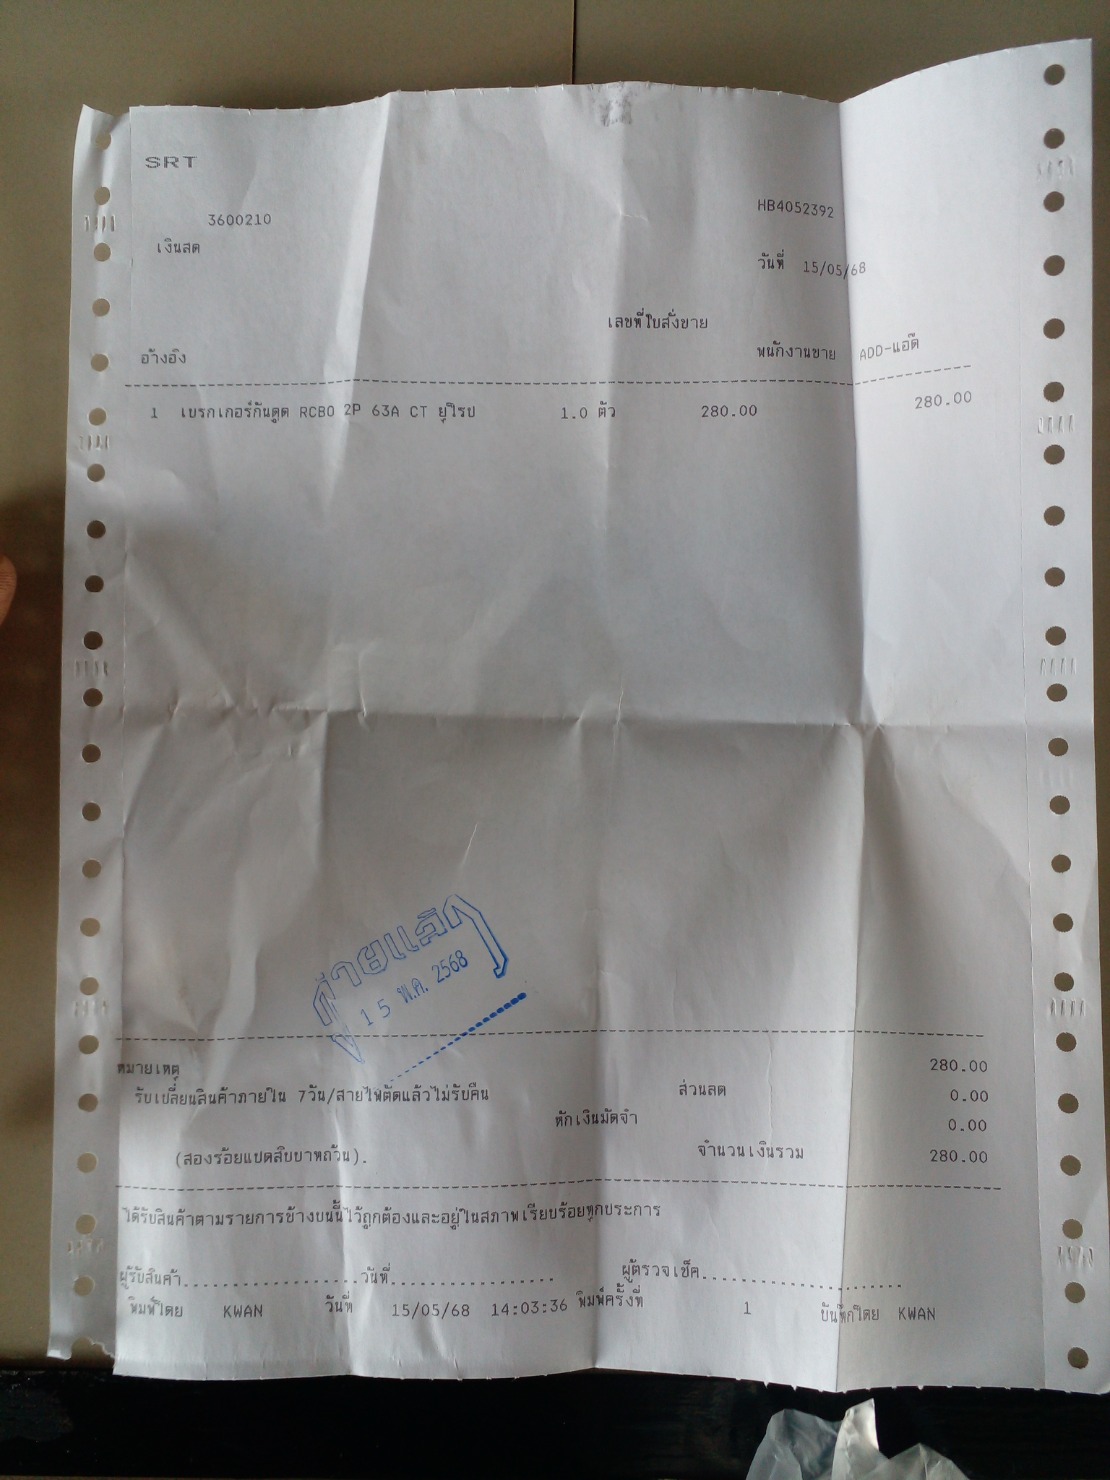 SRT
3600210
HB4052392
เงินสด
วันที่ 15/05/68
เลขที่ใบสั่งขาย
อ้างอิง
พนักงานขาย ADD-แอ๊ด
1 เบรกเกอร์กันดูด RCBO 2P 63A CT ยุโรป 1.0 ตัว 280.00 280.00
จ่ายแล้ว
15 พ.ค. 2568
หมายเหตุ 280.00
รับเปลี่ยนสินค้าภายใน 7วัน/สายไฟตัดแล้วไม่รับคืน ส่วนลด 0.00
หักเงินมัดจำ 0.00
(สองร้อยแปดสิบบาทถ้วน). จำนวนเงินรวม 280.00
ได้รับสินค้าตามรายการข้างบนนี้ไว้ถูกต้องและอยู่ในสภาพเรียบร้อยทุกประการ
ผู้รับสินค้า..................วันที่................. ผู้ตรวจเช็ค.....................
พิมพ์โดย KWAN วันที่ 15/05/68 14:03:36 พิมพ์ครั้งที่ 1 บันทึกโดย KWAN